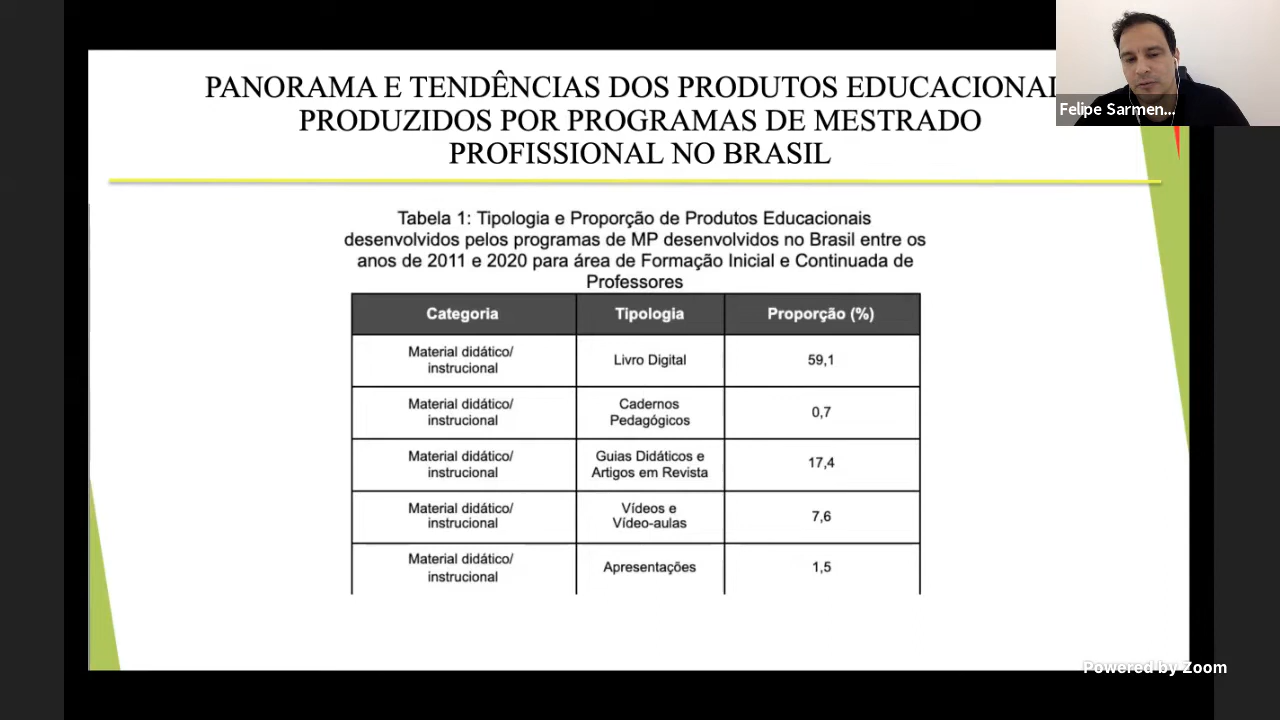 PANORAMA E TENDÊNCIAS DOS PRODUTOS EDUCACIONAI
PRODUZIDOS POR PROGRAMAS DE MESTRADO
PROFISSIONAL NO BRASIL
Felipe Sarmen...
Tabela 1: Tipologia e Proporção de Produtos Educacionais
desenvolvidos pelos programas de MP desenvolvidos no Brasil entre os
anos de 2011 e 2020 para área de Formação Inicial e Continuada de
Professores
Categoria Tipologia Proporção (%)
Material didático/
instrucional
Livro Digital
59,1
Material didático/
instrucional
Cadernos
Pedagógicos
0,7
Material didático/
instrucional
Guias Didáticos e
Artigos em Revista
17,4
Material didático/
instrucional
Vídeos e
Vídeo-aulas
7,6
Material didático/
instrucional
Apresentações
1,5
Powered by Zoom